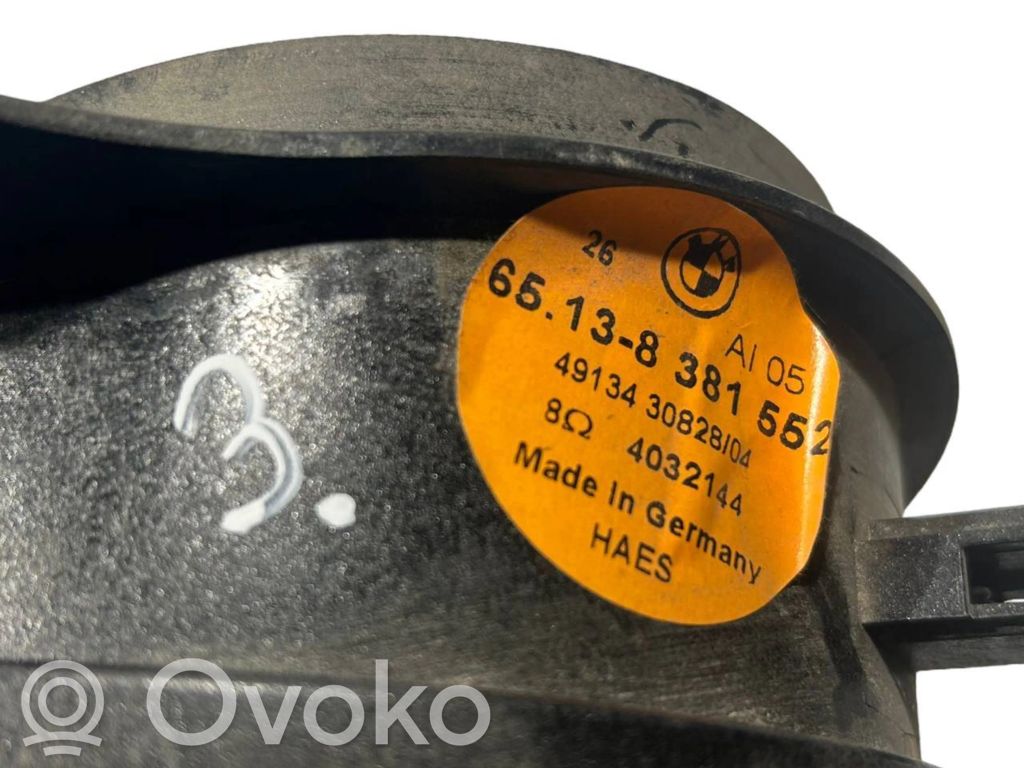 26
AI 05
65.13-8 381 552
49134 30828/04
8Ω 4032144
Made In Germany
HAES
3.
Ovoko